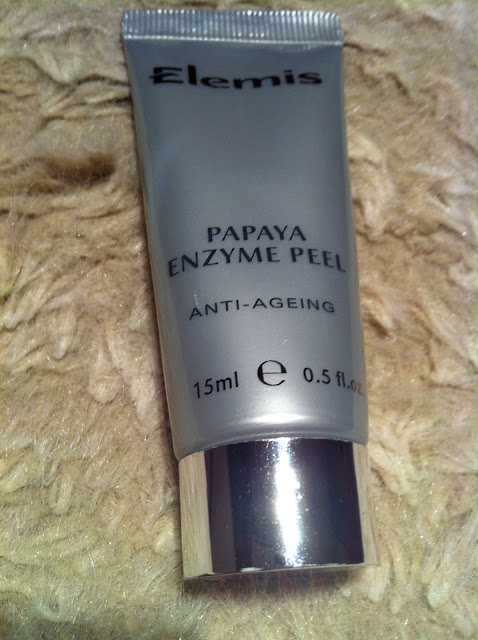 Elemis
PAPAYA
ENZYME PEEL
ANTI-AGEING
15ml e 0.5 fl.oz.